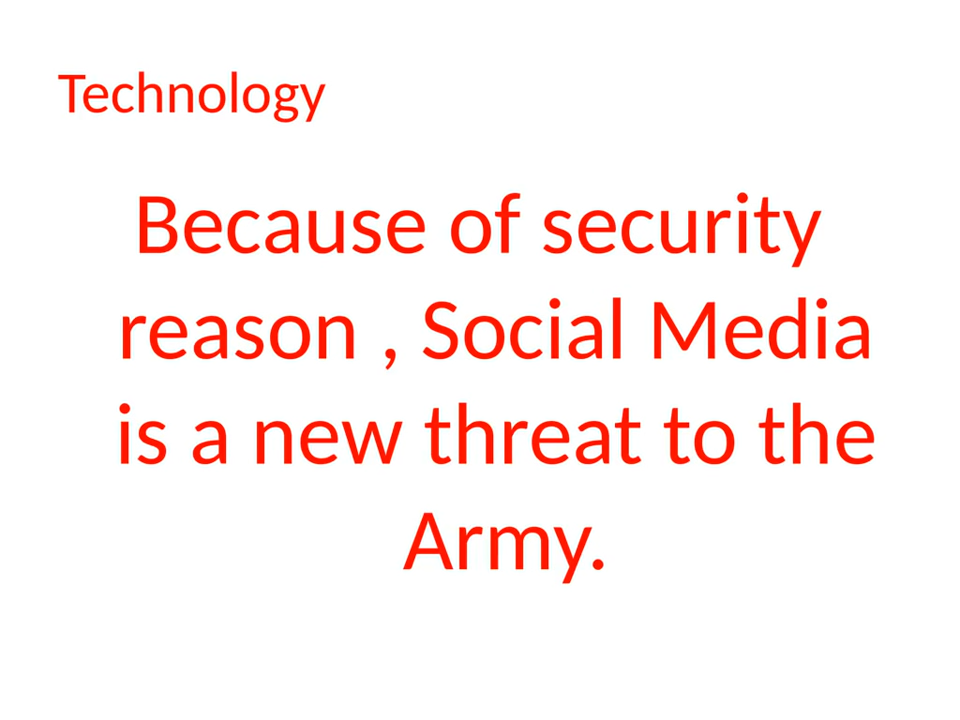 Technology
Because of security
reason , Social Media
is a new threat to the
Army.